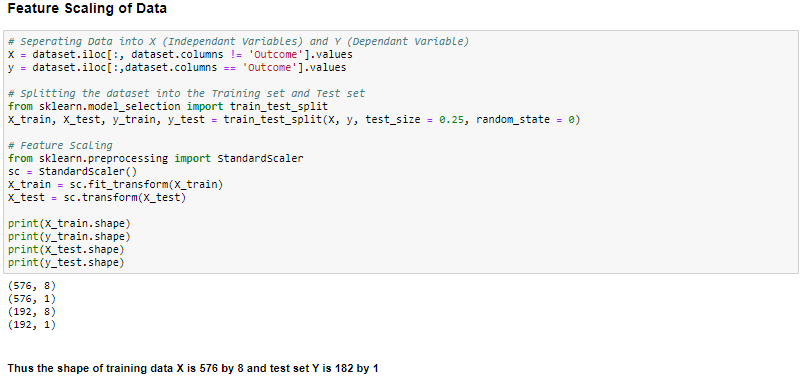 Feature Scaling of Data
# Seperating Data into X (Independant Variables) and Y (Dependant Variable)
X = dataset.iloc[:, dataset.columns != 'Outcome'].values
y = dataset.iloc[:,dataset.columns == 'Outcome'].values
# Splitting the dataset into the Training set and Test set
from sklearn.model_selection import train_test_split
X_train, X_test, y_train, y_test = train_test_split(X, y, test_size = 0.25, random_state = 0)
# Feature Scaling
from sklearn.preprocessing import StandardScaler
sc = StandardScaler()
X_train = sc.fit_transform(X_train)
X_test = sc.transform(X_test)
print(X_train.shape)
print(y_train.shape)
print(X_test.shape)
print(y_test.shape)
(576, 8)
(576, 1)
(192, 8)
(192, 1)
Thus the shape of training data X is 576 by 8 and test set Y is 182 by 1